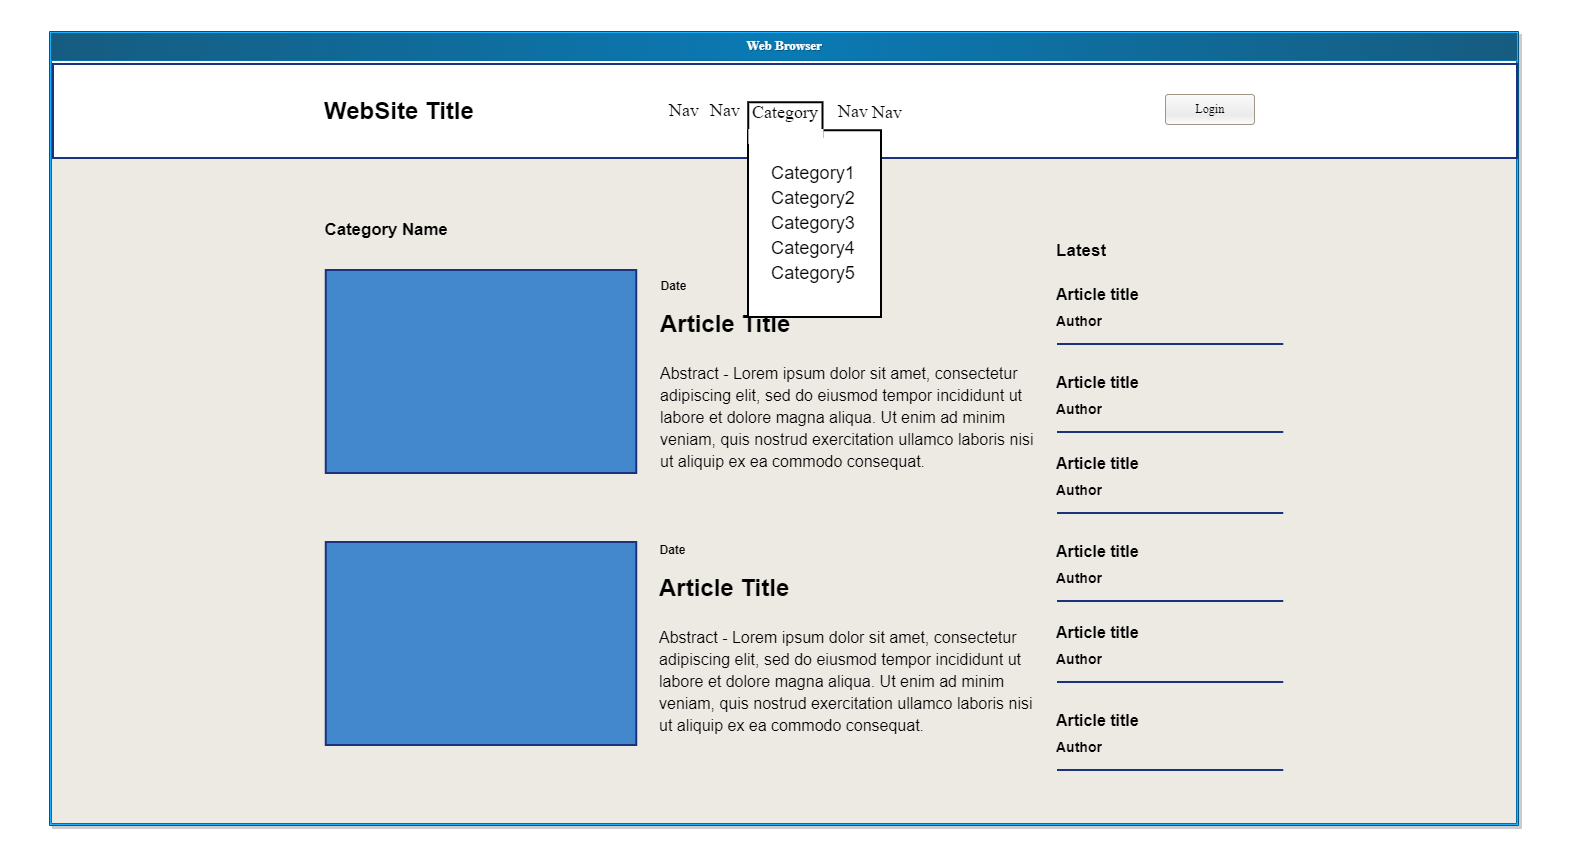 Web Browser
WebSite Title
Nav Nav Category Nav Nav
Login
Category1
Category2
Category3
Category4
Category5
Category Name
Date
Article Title
Abstract - Lorem ipsum dolor sit amet, consectetur
adipiscing elit, sed do eiusmod tempor incididunt ut
labore et dolore magna aliqua. Ut enim ad minim
veniam, quis nostrud exercitation ullamco laboris nisi
ut aliquip ex ea commodo consequat.
Date
Article Title
Abstract - Lorem ipsum dolor sit amet, consectetur
adipiscing elit, sed do eiusmod tempor incididunt ut
labore et dolore magna aliqua. Ut enim ad minim
veniam, quis nostrud exercitation ullamco laboris nisi
ut aliquip ex ea commodo consequat.
Latest
Article title
Author
Article title
Author
Article title
Author
Article title
Author
Article title
Author
Article title
Author